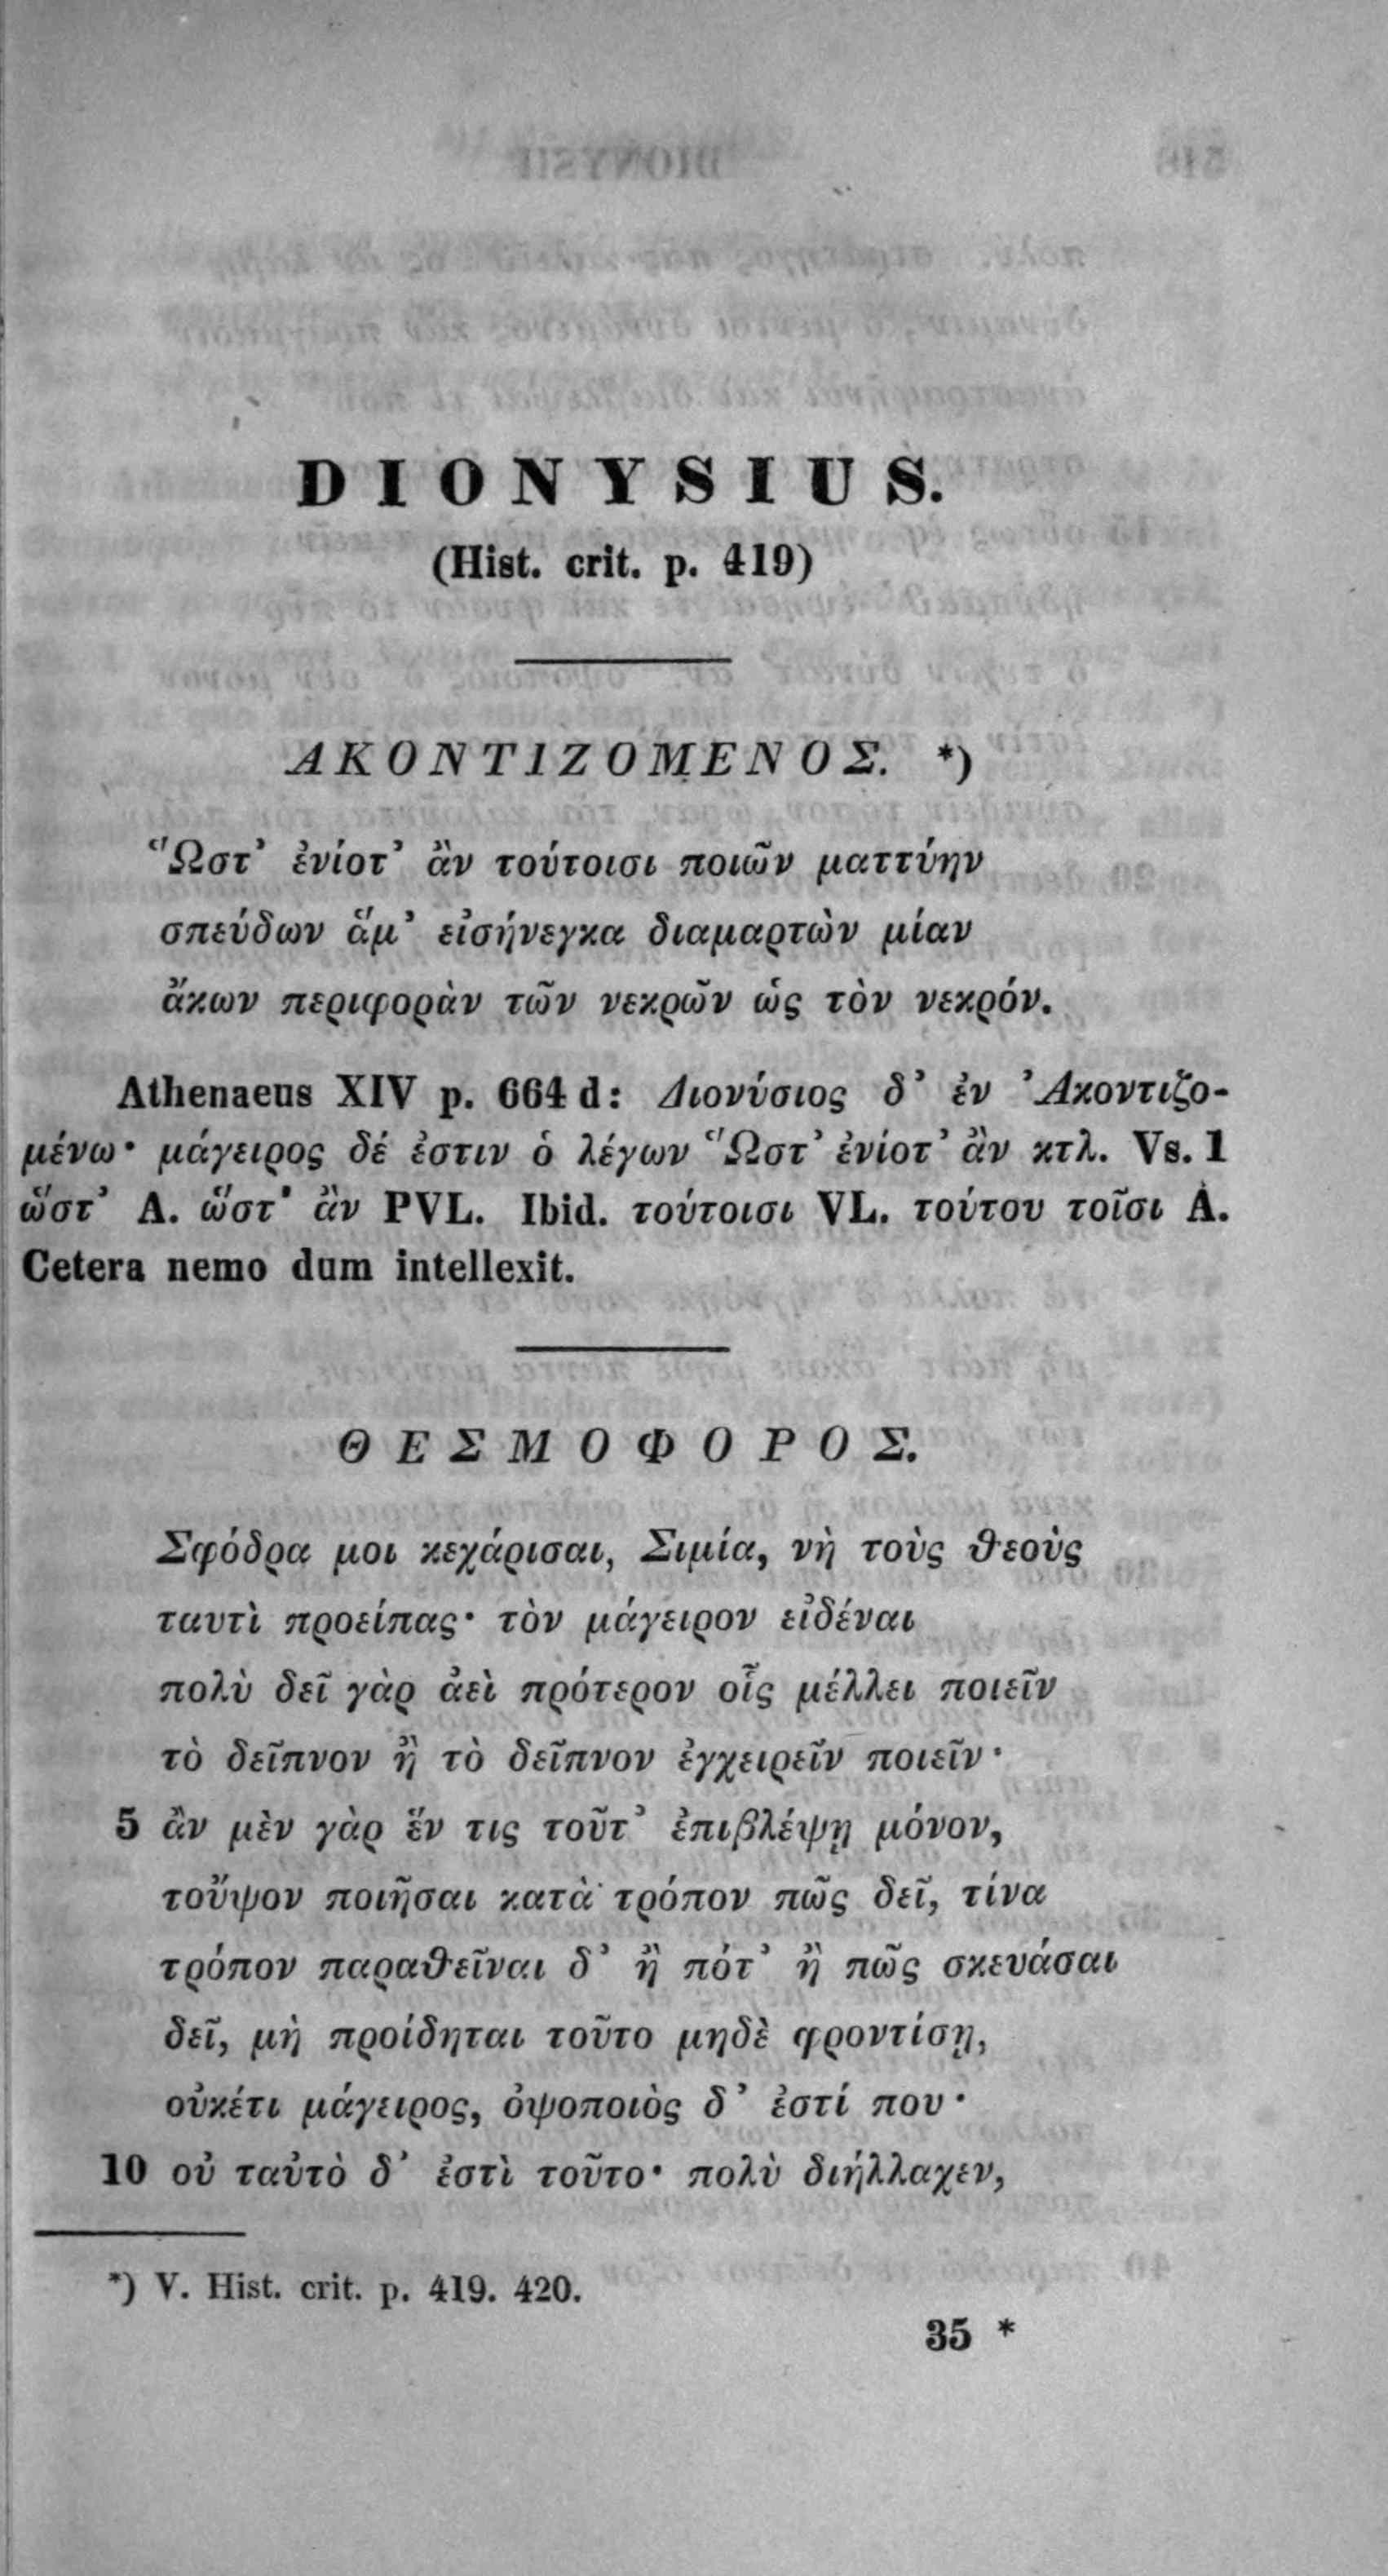 DIONYSIUS.
(Hist. crit. p. 419)
ΑΚΟΝΤΙΖΟΜΕΝΟΣ. *)
Ὥστ’ ἐνίοτ’ ἂν τούτοισι ποιῶν ματτύην
σπεύδων ἅμ’ εἰσήνεγκα διαμαρτὼν μίαν
ἄκων περιφορὰν τῶν νεκρῶν ὡς τὸν νεκρόν.
Athenaeus XIV p. 664 d: Διονύσιος δ’ ἐν Ἀκοντιζο-
μένω· μάγειρος δέ ἐστιν ὁ λέγων Ὥστ’ ἐνίοτ’ ἂν κτλ. Vs. 1
ὥστ’ A. ὥστ’ ἂν PVL. Ibid. τούτοισι VL. τούτου τοῖσι A.
Cetera nemo dum intellexit.
ΘΕΣΜΟΦΟΡΟΣ.
Σφόδρα μοι κεχάρισαι, Σιμία, νὴ τοὺς θεοὺς
ταυτὶ προείπας· τὸν μάγειρον εἰδέναι
πολὺ δεῖ γὰρ ἀεὶ πρότερον οἷς μέλλει ποιεῖν
τὸ δεῖπνον ἢ τὸ δεῖπνον ἐγχειρεῖν ποιεῖν·
5 ἂν μὲν γὰρ ἕν τις τοῦτ’ ἐπιβλέψῃ μόνον,
τοὔψον ποιῆσαι κατὰ τρόπον πῶς δεῖ, τίνα
τρόπον παραθεῖναι δ’ ἢ πότ’ ἢ πῶς σκευάσαι
δεῖ, μὴ προίδηται τοῦτο μηδὲ φροντίσῃ,
οὐκέτι μάγειρος, ὀψοποιὸς δ’ ἐστί που·
10 οὐ ταὐτὸ δ’ ἐστὶ τοῦτο· πολὺ διήλλαχεν,
*) V. Hist. crit. p. 419. 420.
35 *